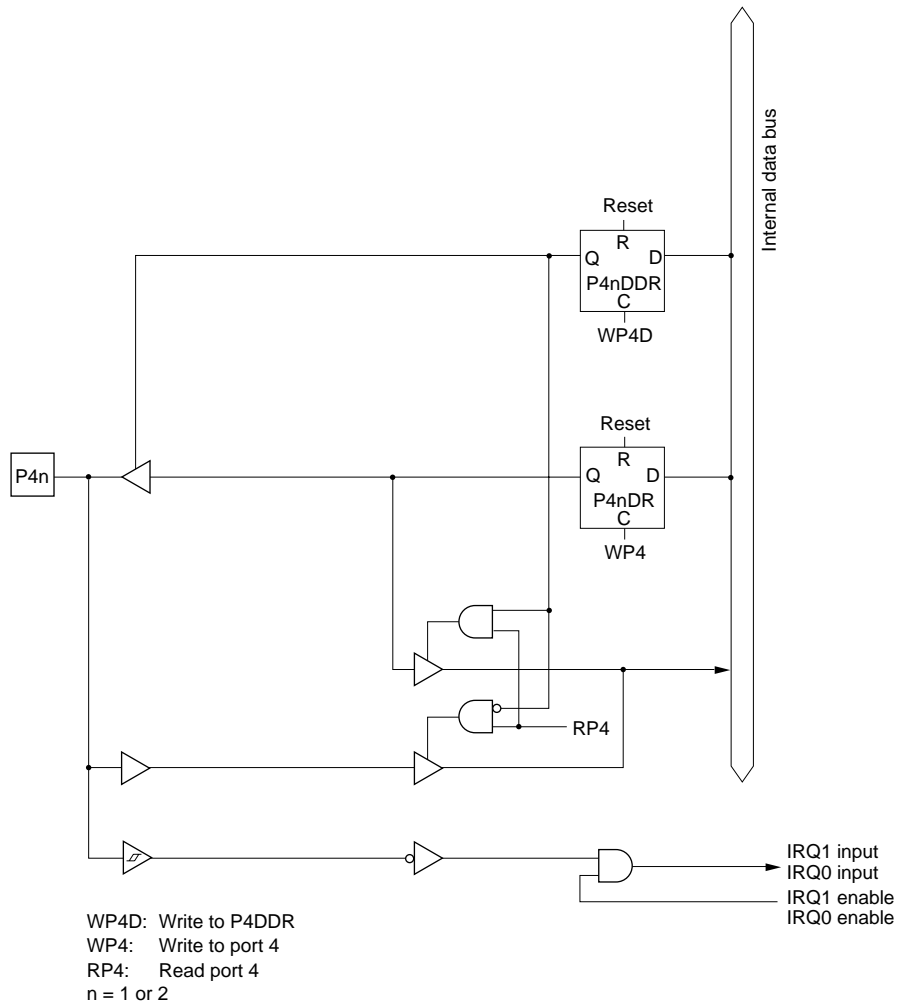 Internal data bus
Reset
R
Q D
P4nDDR
C
WP4D
Reset
P4n
R
Q D
P4nDR
C
WP4
RP4
IRQ1 input
IRQ0 input
IRQ1 enable
IRQ0 enable
WP4D: Write to P4DDR
WP4: Write to port 4
RP4: Read port 4
n = 1 or 2